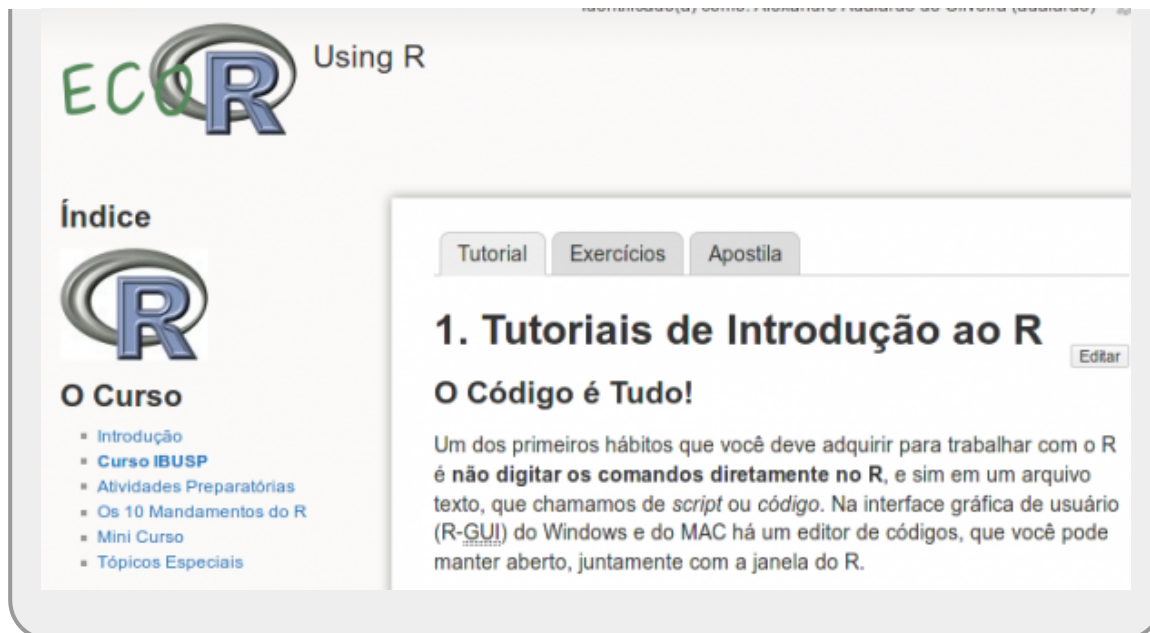 ECO R
Using R
Índice
O Curso
Introdução
Curso IBUSP
Atividades Preparatórias
Os 10 Mandamentos do R
Mini Curso
Tópicos Especiais
Tutorial Exercícios Apostila
1. Tutoriais de Introdução ao R
Editar
O Código é Tudo!
Um dos primeiros hábitos que você deve adquirir para trabalhar com o R
é não digitar os comandos diretamente no R, e sim em um arquivo
texto, que chamamos de script ou código. Na interface gráfica de usuário
(R-GUI) do Windows e do MAC há um editor de códigos, que você pode
manter aberto, juntamente com a janela do R.